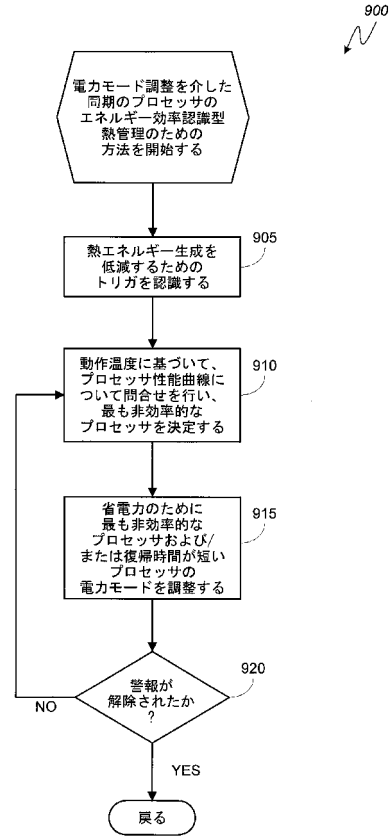 900
電力モード調整を介した
同期のプロセッサの
エネルギー効率認識型
熱管理のための
方法を開始する
905
熱エネルギー生成を
低減するための
トリガを認識する
910
動作温度に基づいて、
プロセッサ性能曲線に
ついて問合せを行い、
最も非効率的な
プロセッサを決定する
915
省電力のために
最も非効率的な
プロセッサおよび/
または復帰時間が短い
プロセッサの
電力モードを調整する
920
警報が
解除されたか
?
NO
YES
戻る